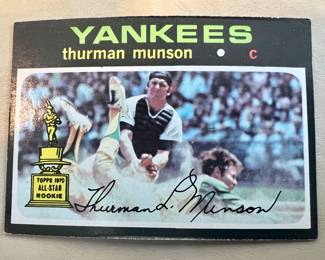 YANKEES
thurman munson • c
TOPPS 1970
ALL-STAR
ROOKIE
Thurman L. Munson